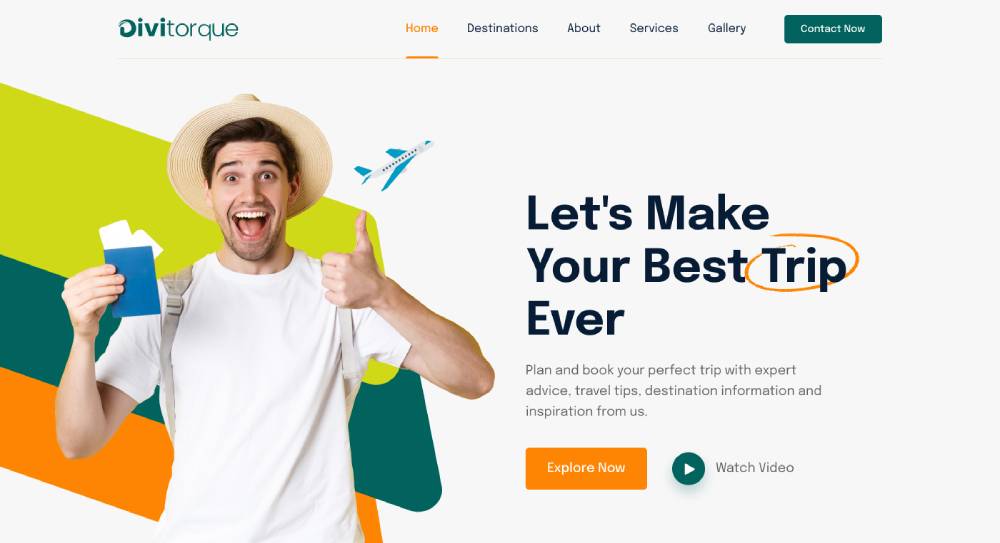 Divitorque
Home
Destinations
About
Services
Gallery
Contact Now
Let's Make
Your Best Trip
Ever
Plan and book your perfect trip with expert
advice, travel tips, destination information and
inspiration from us.
Explore Now
Watch Video